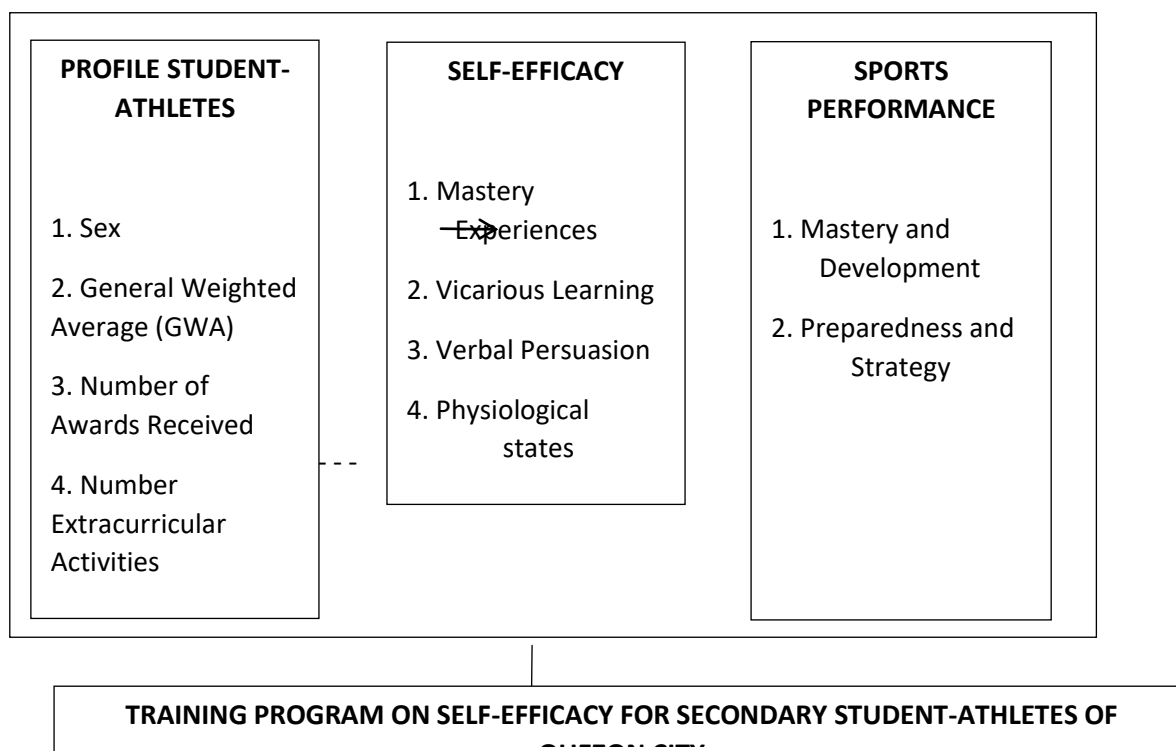 PROFILE STUDENT-
ATHLETES
1. Sex
2. General Weighted
Average (GWA)
3. Number of
Awards Received
4. Number
Extracurricular
Activities
SELF-EFFICACY
1. Mastery
Experiences
2. Vicarious Learning
3. Verbal Persuasion
4. Physiological
states
SPORTS
PERFORMANCE
1. Mastery and
Development
2. Preparedness and
Strategy
TRAINING PROGRAM ON SELF-EFFICACY FOR SECONDARY STUDENT-ATHLETES OF